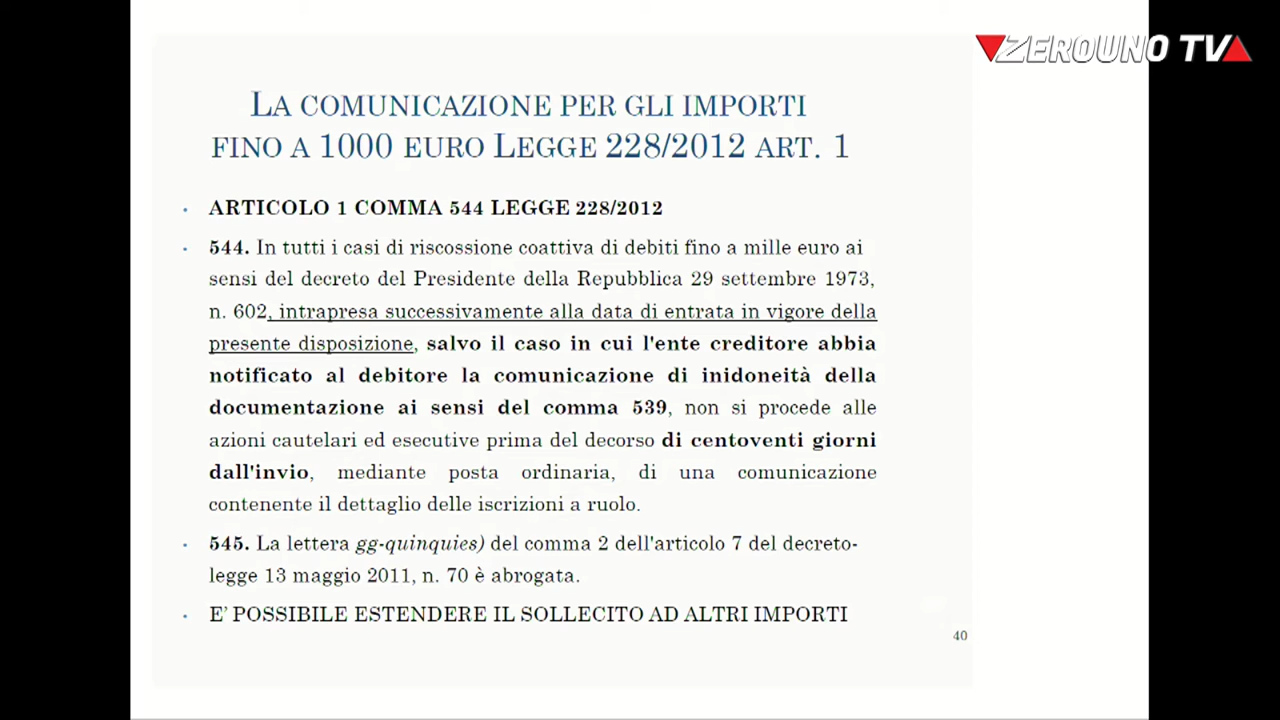 ZEROUNO TV
LA COMUNICAZIONE PER GLI IMPORTI
FINO A 1000 EURO LEGGE 228/2012 ART. 1
• ARTICOLO 1 COMMA 544 LEGGE 228/2012
• 544. In tutti i casi di riscossione coattiva di debiti fino a mille euro ai
sensi del decreto del Presidente della Repubblica 29 settembre 1973,
n. 602, intrapresa successivamente alla data di entrata in vigore della
presente disposizione, salvo il caso in cui l'ente creditore abbia
notificato al debitore la comunicazione di inidoneità della
documentazione ai sensi del comma 539, non si procede alle
azioni cautelari ed esecutive prima del decorso di centoventi giorni
dall'invio, mediante posta ordinaria, di una comunicazione
contenente il dettaglio delle iscrizioni a ruolo.
• 545. La lettera gg-quinquies) del comma 2 dell'articolo 7 del decreto-
legge 13 maggio 2011, n. 70 è abrogata.
• E' POSSIBILE ESTENDERE IL SOLLECITO AD ALTRI IMPORTI
40